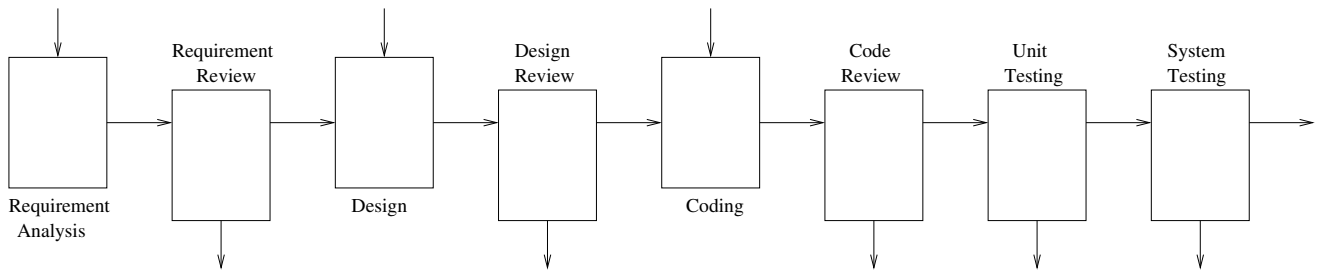 Requirement
Analysis
Requirement
Review
Design
Design
Review
Coding
Code
Review
Unit
Testing
System
Testing